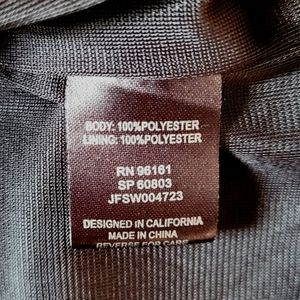 BODY: 100%POLYESTER
LINING: 100%POLYESTER
RN 96161
SP 60803
JFSW004723
DESIGNED IN CALIFORNIA
MADE IN CHINA
REVERSE FOR CARE